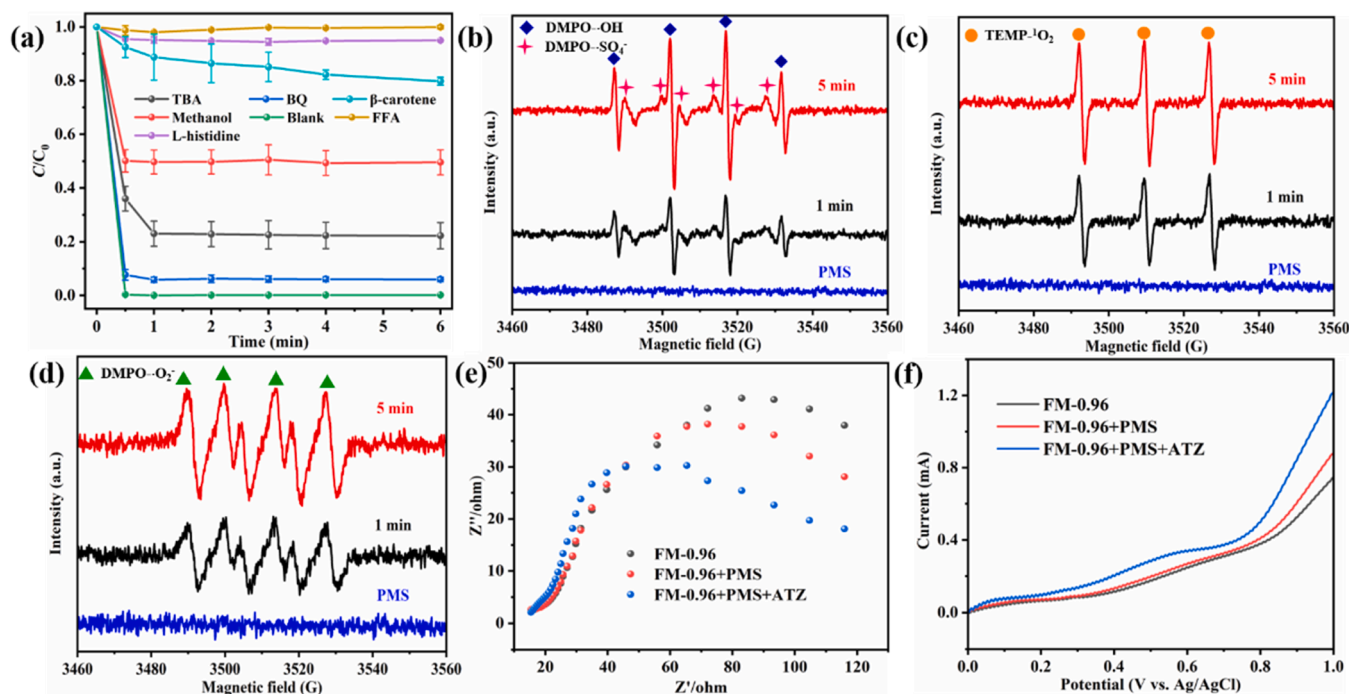 (a)
C/C0
1.0
0.8
0.6
0.4
0.2
0.0
TBA
BQ
β-carotene
Methanol
Blank
FFA
L-histidine
0 1 2 3 4 5 6
Time (min)
(b)
DMPO--OH
DMPO--SO4-
5 min
1 min
PMS
Intensity (a.u.)
3460 3480 3500 3520 3540 3560
Magnetic field (G)
(c)
TEMP-1O2
5 min
1 min
PMS
Intensity (a.u.)
3460 3480 3500 3520 3540 3560
Magnetic field (G)
(d)
DMPO--O2-
5 min
1 min
PMS
Intensity (a.u.)
3460 3480 3500 3520 3540 3560
Magnetic field (G)
(e)
Z''/ohm
50
40
30
20
10
0
FM-0.96
FM-0.96+PMS
FM-0.96+PMS+ATZ
20 40 60 80 100 120 140
Z'/ohm
(f)
FM-0.96
FM-0.96+PMS
FM-0.96+PMS+ATZ
Current (mA)
1.2
0.8
0.4
0.0
0.0 0.2 0.4 0.6 0.8 1.0
Potential (V vs. Ag/AgCl)